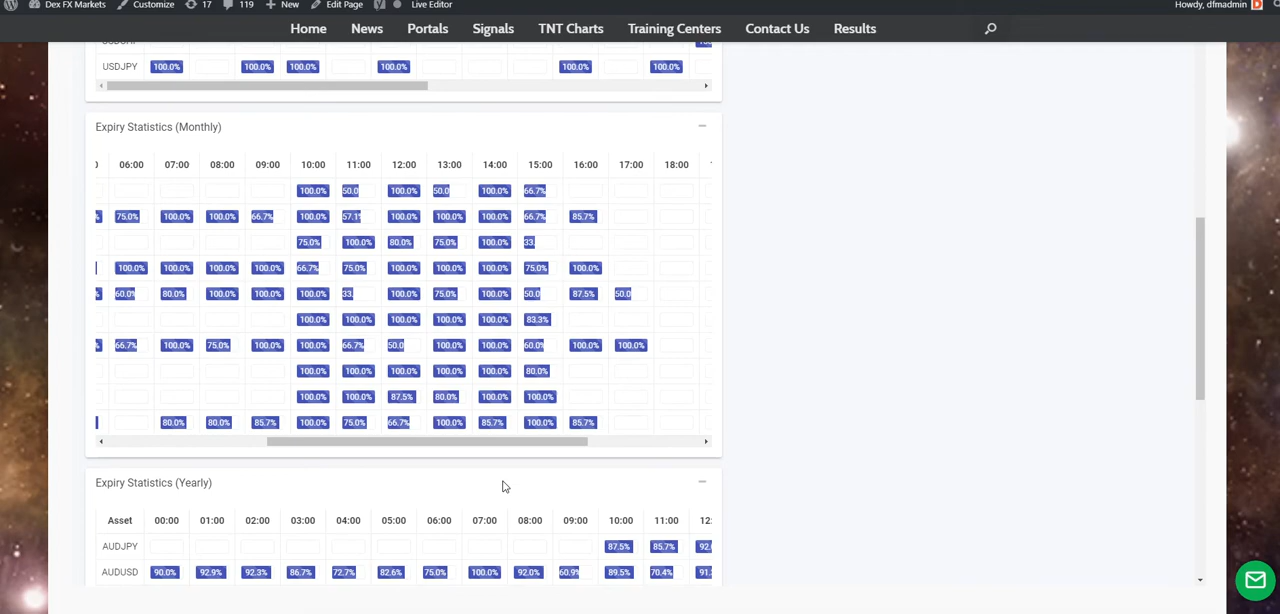 Dex FX Markets Customize 17 119 New Edit Page Live Editor Howdy, dfmadmin
Home News Portals Signals TNT Charts Training Centers Contact Us Results
USDJPY 100.0% 100.0% 100.0% 100.0% 100.0% 100.0%
Expiry Statistics (Monthly)
06:00 07:00 08:00 09:00 10:00 11:00 12:00 13:00 14:00 15:00 16:00 17:00 18:00
100.0% 50.0 100.0% 50.0 100.0% 66.7%
75.0% 100.0% 100.0% 66.7% 100.0% 57.1% 100.0% 100.0% 100.0% 66.7% 85.7%
75.0% 100.0% 80.0% 75.0% 100.0% 33.
100.0% 100.0% 100.0% 100.0% 66.7% 75.0% 100.0% 100.0% 100.0% 75.0% 100.0%
60.0% 80.0% 100.0% 100.0% 100.0% 33. 100.0% 75.0% 100.0% 50.0 87.5% 50.0
100.0% 100.0% 100.0% 100.0% 100.0% 83.3%
66.7% 100.0% 75.0% 100.0% 100.0% 66.7% 50.0 100.0% 100.0% 60.0% 100.0% 100.0%
100.0% 100.0% 100.0% 100.0% 100.0% 80.0%
100.0% 100.0% 87.5% 80.0% 100.0% 100.0%
80.0% 80.0% 85.7% 100.0% 75.0% 66.7% 100.0% 85.7% 100.0% 85.7%
Expiry Statistics (Yearly)
Asset 00:00 01:00 02:00 03:00 04:00 05:00 06:00 07:00 08:00 09:00 10:00 11:00 12:
AUDJPY 87.5% 85.7% 92.
AUDUSD 90.0% 92.9% 92.3% 86.7% 72.7% 82.6% 75.0% 100.0% 92.0% 60.9% 89.5% 70.4% 91.